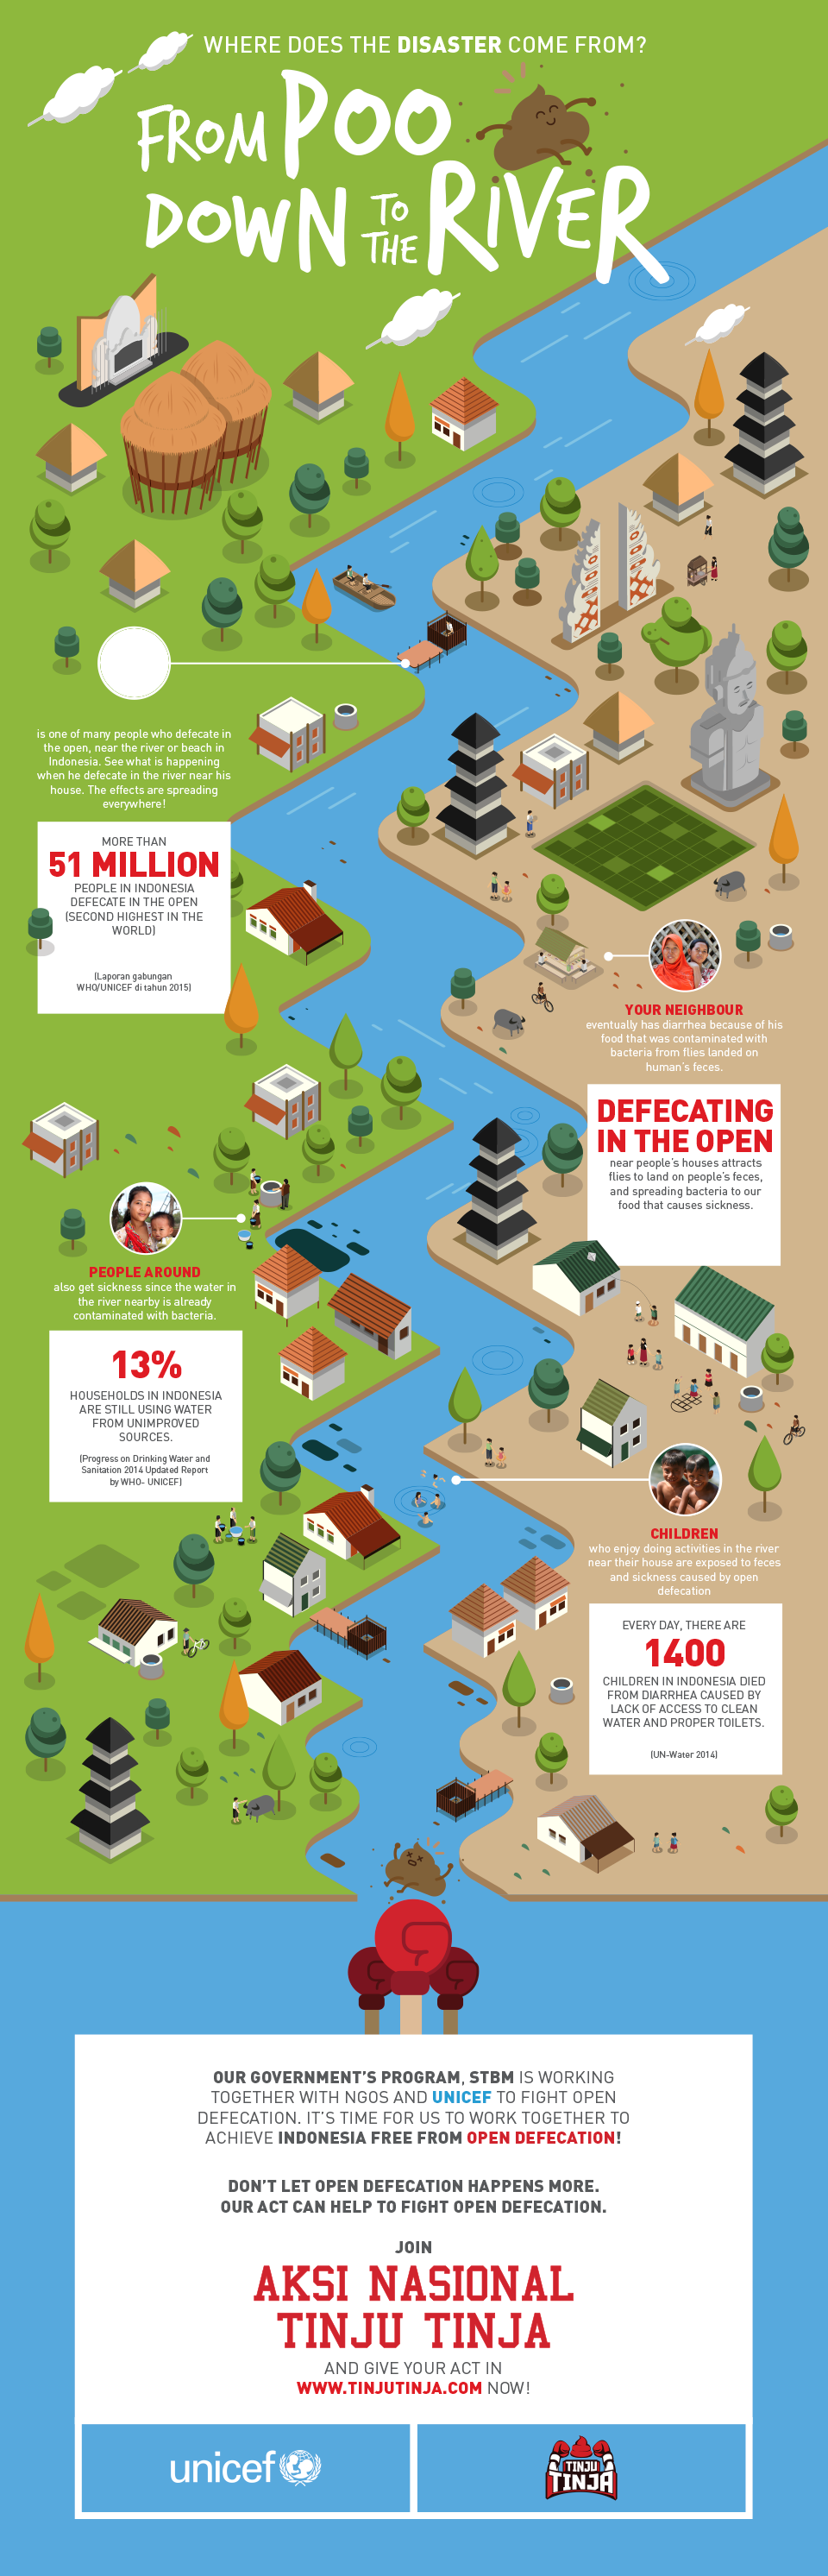 WHERE DOES THE DISASTER COME FROM?
FROM POO
DOWN TO THE RIVER
is one of many people who defecate in
the open, near the river or beach in
Indonesia. See what is happening
when he defecate in the river near his
house. The effects are spreading
everywhere!
MORE THAN
51 MILLION
PEOPLE IN INDONESIA
DEFECATE IN THE OPEN
(SECOND HIGHEST IN THE
WORLD)
(Laporan gabungan
WHO/UNICEF di tahun 2015)
YOUR NEIGHBOUR
eventually has diarrhea because of his
food that was contaminated with
bacteria from flies landed on
human's feces.
DEFECATING
IN THE OPEN
near people's houses attracts
flies to land on people's feces,
and spreading bacteria to our
food that causes sickness.
PEOPLE AROUND
also get sickness since the water in
the river nearby is already
contaminated with bacteria.
13%
HOUSEHOLDS IN INDONESIA
ARE STILL USING WATER
FROM UNIMPROVED
SOURCES.
(Progress on Drinking Water and
Sanitation 2014 Updated Report
by WHO- UNICEF)
CHILDREN
who enjoy doing activities in the river
near their house are exposed to feces
and sickness caused by open
defecation
EVERY DAY, THERE ARE
1400
CHILDREN IN INDONESIA DIED
FROM DIARRHEA CAUSED BY
LACK OF ACCESS TO CLEAN
WATER AND PROPER TOILETS.
(UN-Water 2014)
OUR GOVERNMENT'S PROGRAM, STBM IS WORKING
TOGETHER WITH NGOS AND UNICEF TO FIGHT OPEN
DEFECATION. IT'S TIME FOR US TO WORK TOGETHER TO
ACHIEVE INDONESIA FREE FROM OPEN DEFECATION!
DON'T LET OPEN DEFECATION HAPPENS MORE.
OUR ACT CAN HELP TO FIGHT OPEN DEFECATION.
JOIN
AKSI NASIONAL
TINJU TINJA
AND GIVE YOUR ACT IN
WWW.TINJUTINJA.COM NOW!
unicef
TINJU
TINJA